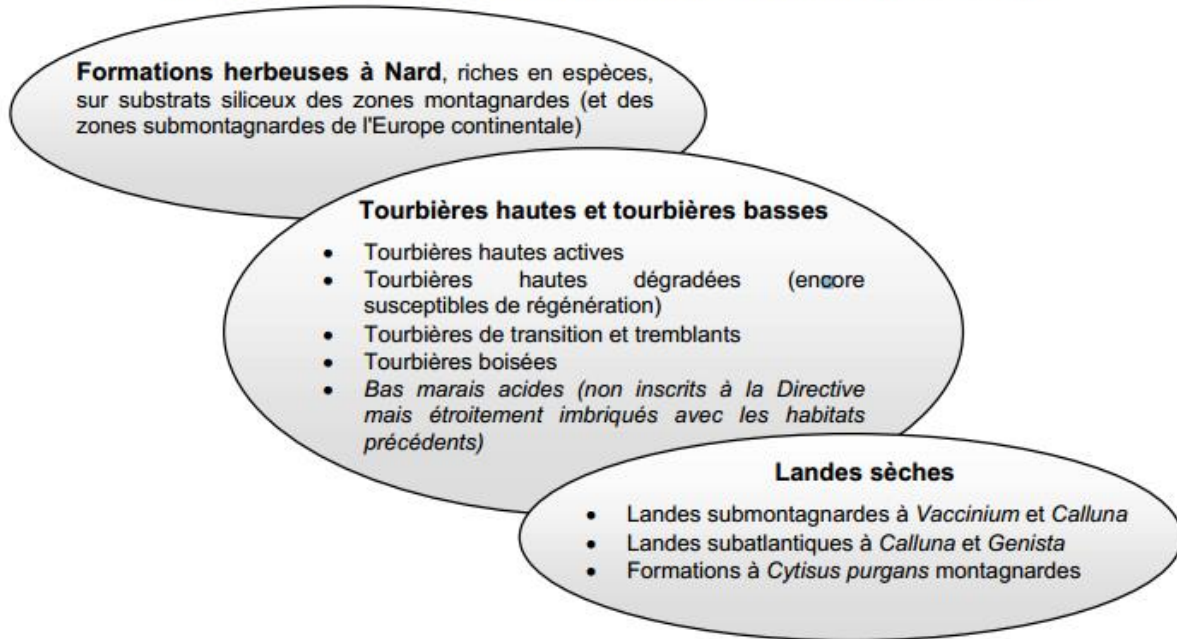 Formations herbeuses à Nard, riches en espèces,
sur substrats siliceux des zones montagnardes (et des
zones submontagnardes de l'Europe continentale)
Tourbières hautes et tourbières basses
• Tourbières hautes actives
• Tourbières hautes dégradées (encore
susceptibles de régénération)
• Tourbières de transition et tremblants
• Tourbières boisées
• Bas marais acides (non inscrits à la Directive
mais étroitement imbriqués avec les habitats
précédents)
Landes sèches
• Landes submontagnardes à Vaccinium et Calluna
• Landes subatlantiques à Calluna et Genista
• Formations à Cytisus purgans montagnardes